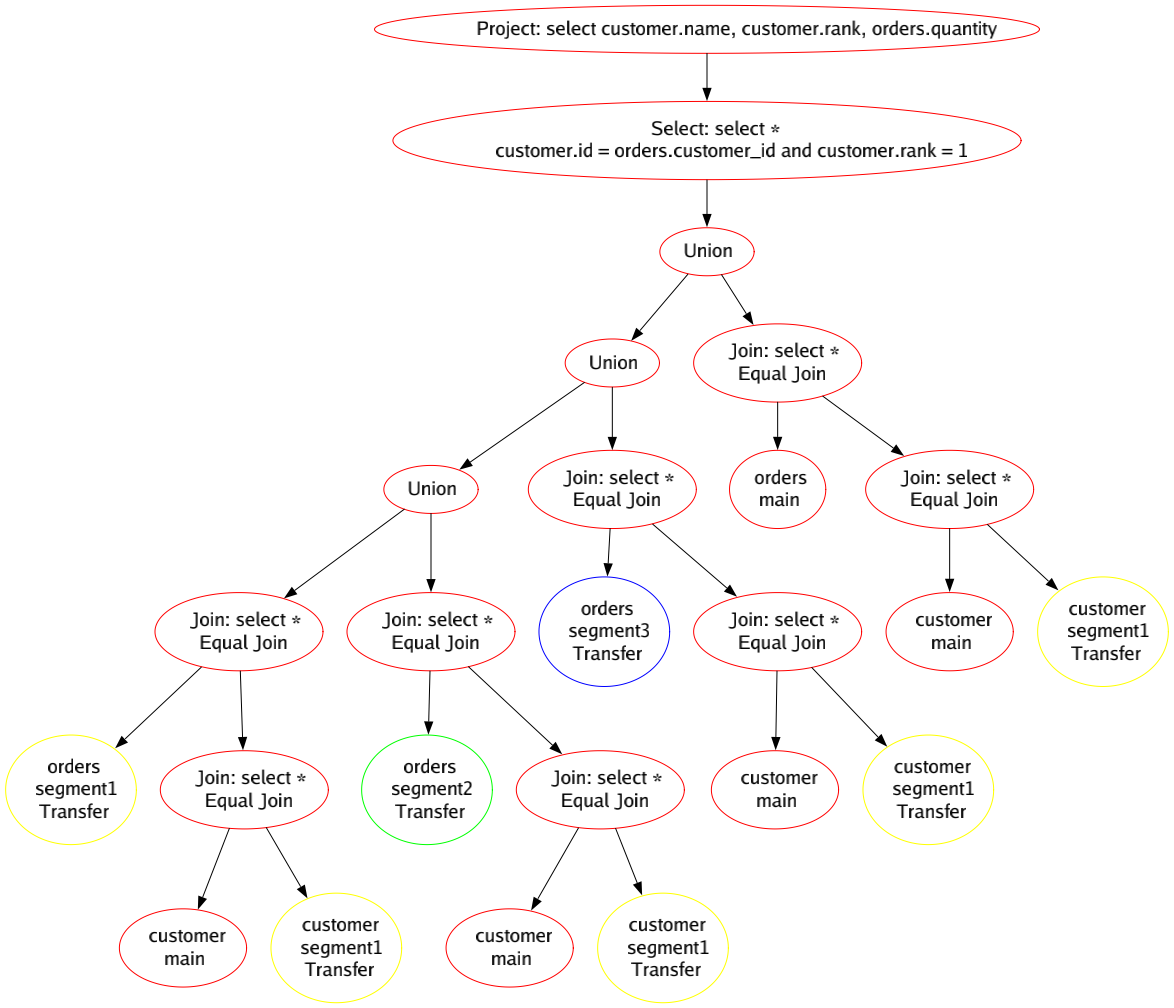 Project: select customer.name, customer.rank, orders.quantity
Select: select *
customer.id = orders.customer_id and customer.rank = 1
Union
Union
Join: select *
Equal Join
Union
Join: select *
Equal Join
orders
main
Join: select *
Equal Join
Join: select *
Equal Join
Join: select *
Equal Join
orders
segment3
Transfer
Join: select *
Equal Join
customer
main
customer
segment1
Transfer
orders
segment1
Transfer
Join: select *
Equal Join
orders
segment2
Transfer
Join: select *
Equal Join
customer
main
customer
segment1
Transfer
customer
main
customer
segment1
Transfer
customer
main
customer
segment1
Transfer